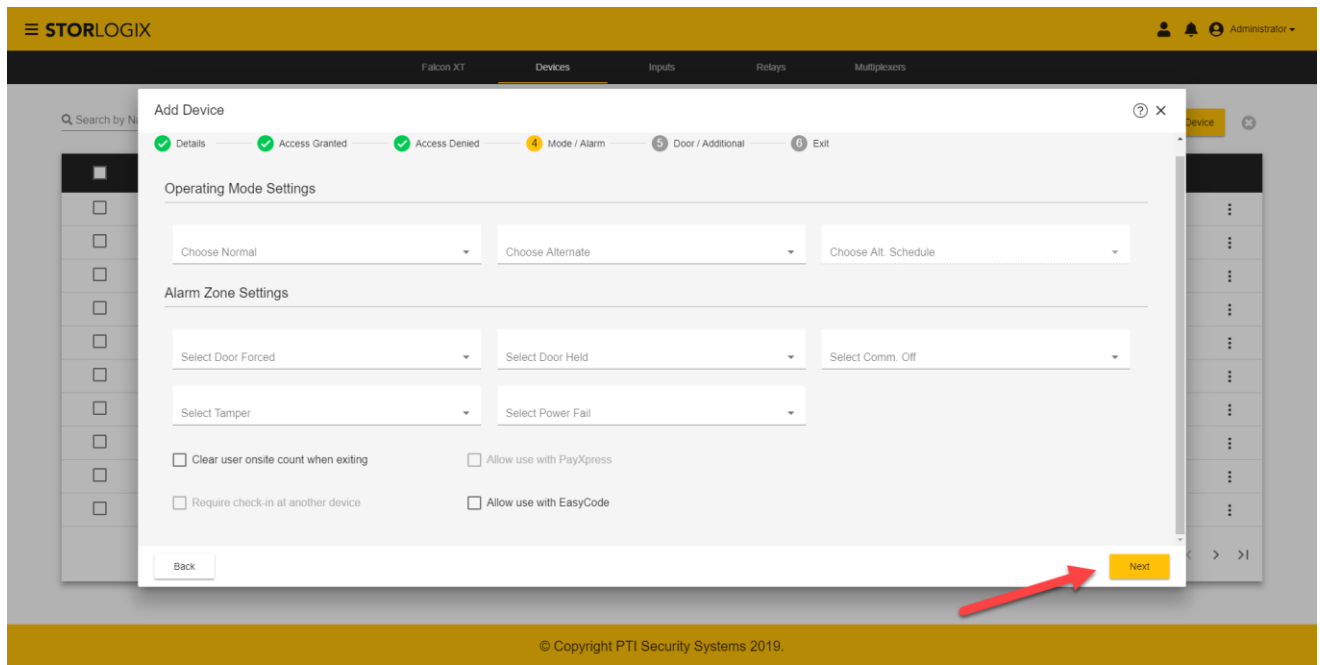 STORLOGIX Administrator
Falcon XT Devices Inputs Relays Multiplexers
Search by Device
Add Device
Details Access Granted Access Denied 4 Mode / Alarm 5 Door / Additional 6 Exit
Operating Mode Settings
Choose Normal Choose Alternate Choose Alt. Schedule
Alarm Zone Settings
Select Door Forced Select Door Held Select Comm. Off
Select Tamper Select Power Fail
Clear user onsite count when exiting Allow use with PayXpress
Require check-in at another device Allow use with EasyCode
Back Next
© Copyright PTI Security Systems 2019.